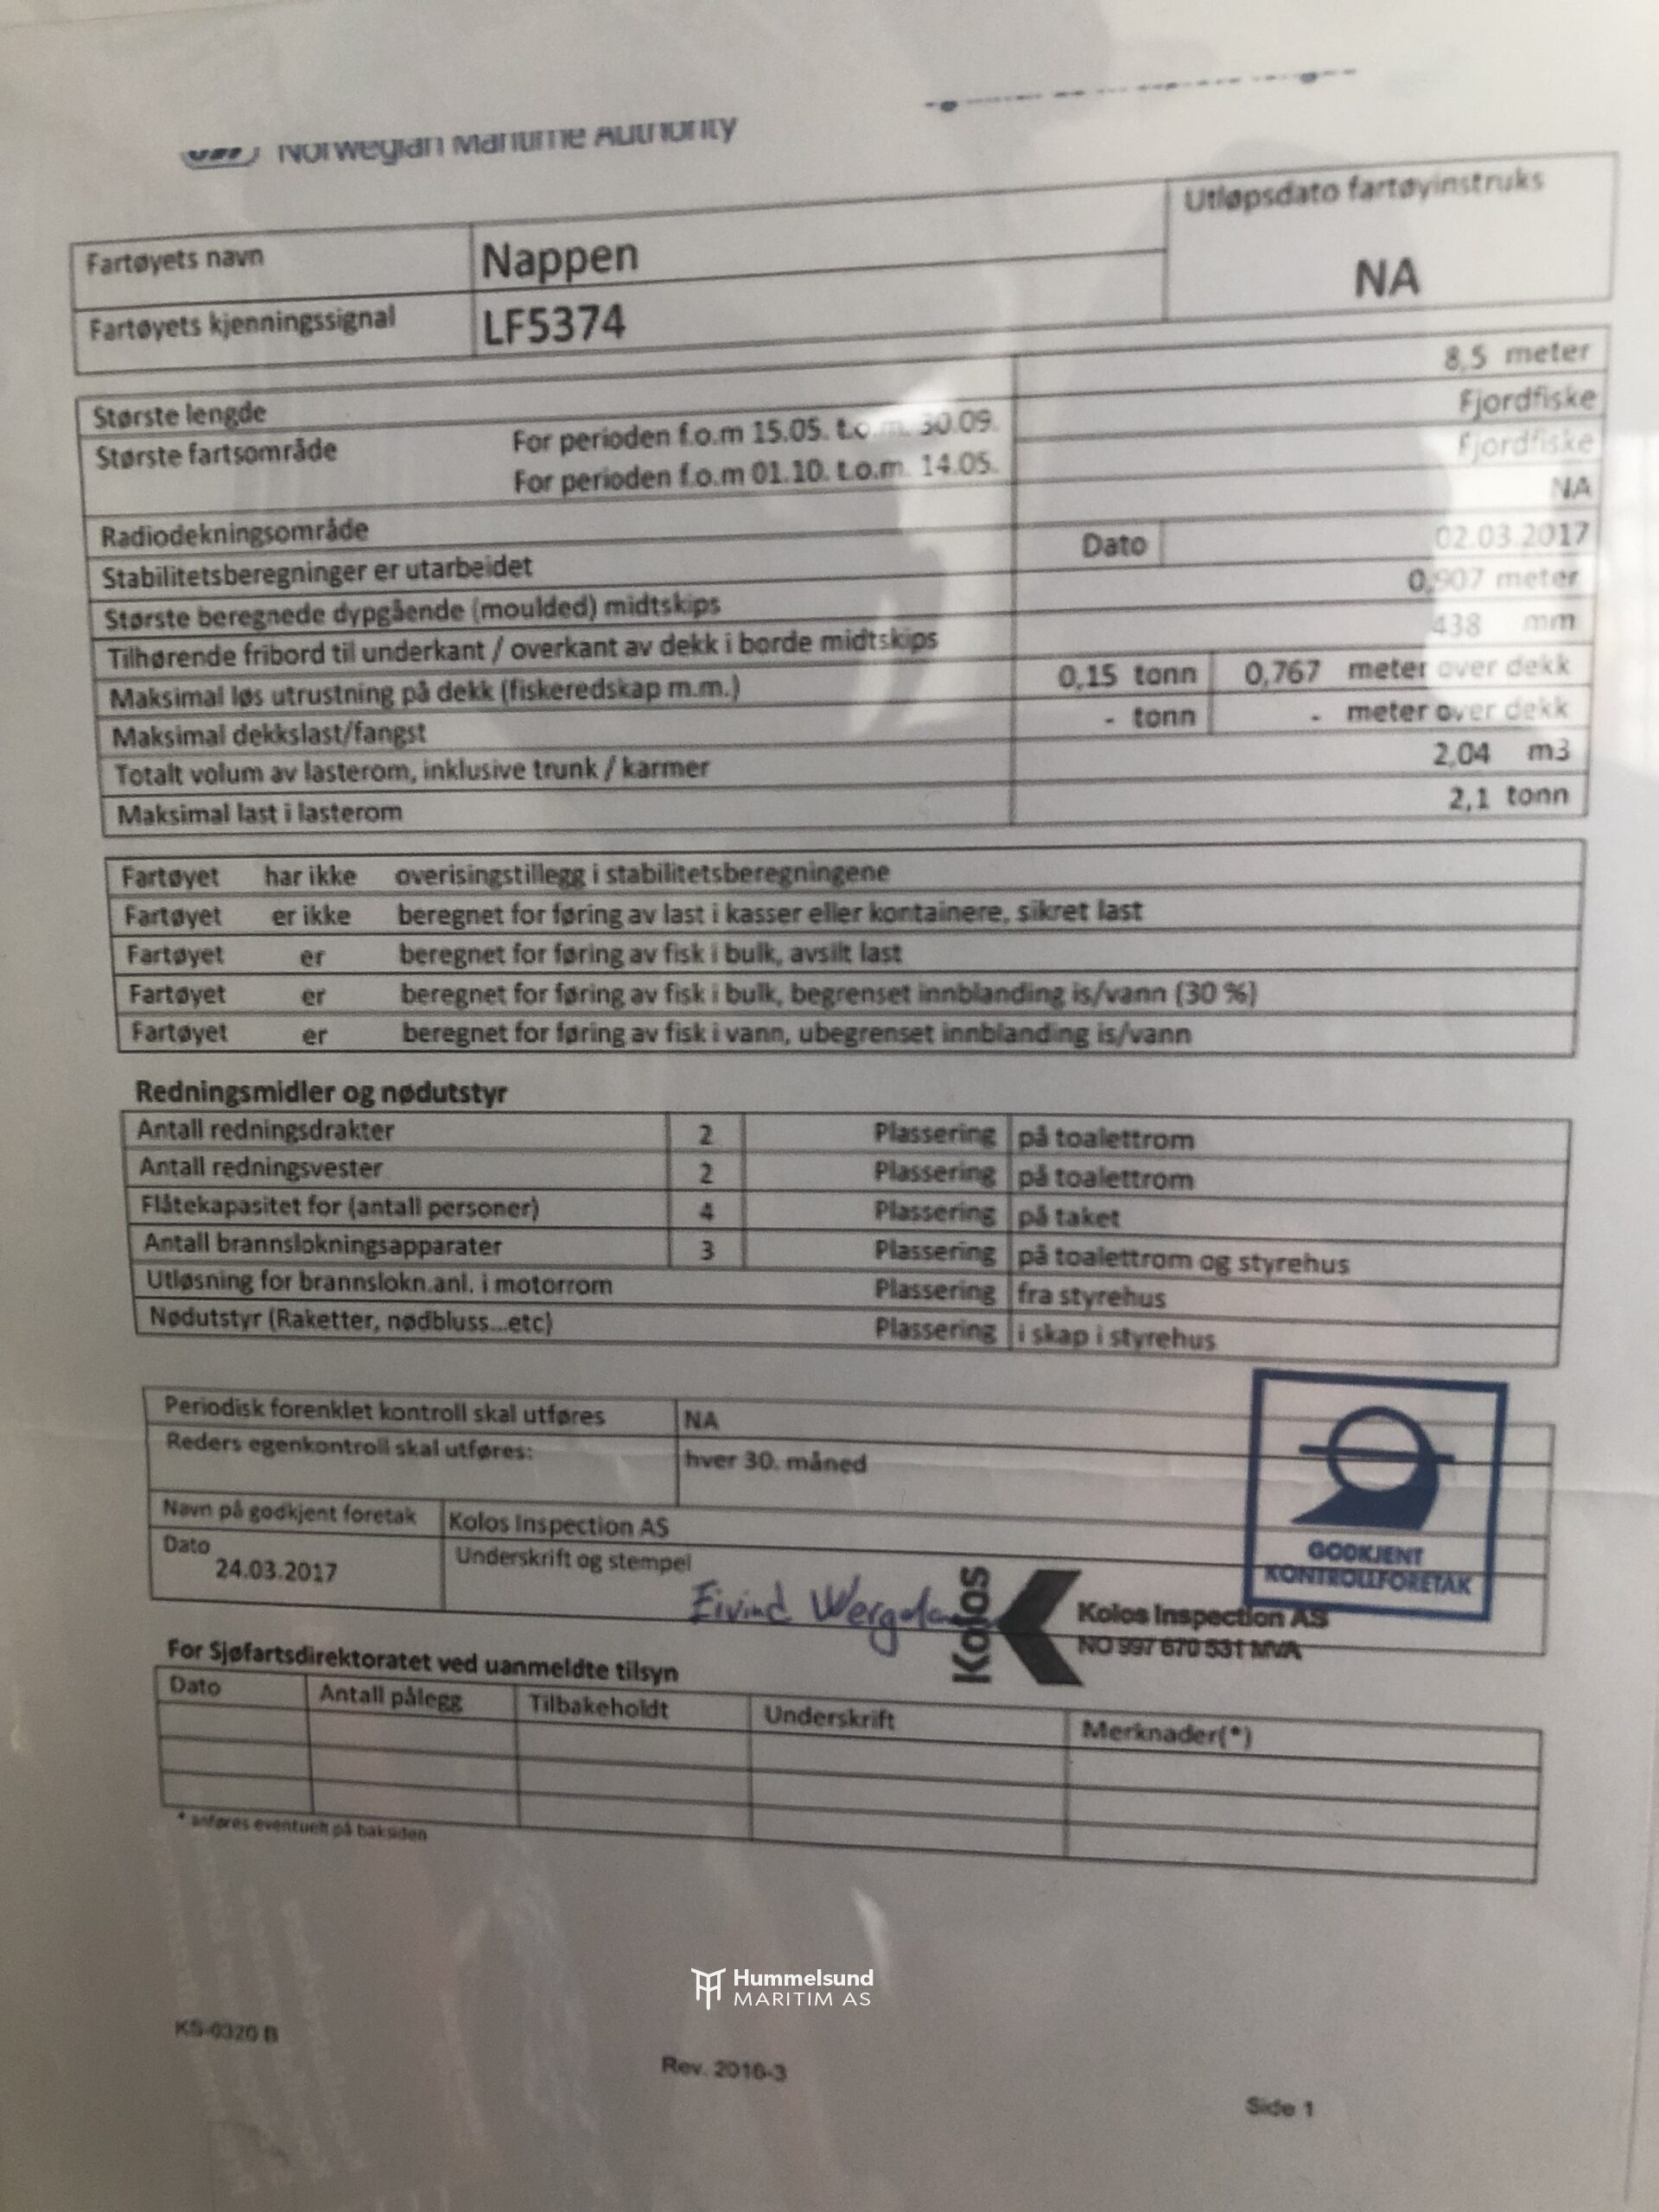 Norwegian Maritime Authority
Utløpsdato fartøyinstruks
Fartøyets navn Nappen NA
Fartøyets kjenningssignal LF5374
Største lengde 8,5 meter
Største fartsområde For perioden f.o.m 15.05. t.o.m. 30.09. Fjordfiske
For perioden f.o.m 01.10. t.o.m. 14.05. Fjordfiske
Radiodekningsområde NA
Stabilitetsberegninger er utarbeidet Dato 02.03.2017
Største beregnede dypgående (moulded) midtskips 0,907 meter
Tilhørende fribord til underkant / overkant av dekk i borde midtskips 438 mm
Maksimal løs utrustning på dekk (fiskeredskap m.m.) 0,15 tonn 0,767 meter over dekk
Maksimal dekkslast/fangst - tonn - meter over dekk
Totalt volum av lasterom, inklusive trunk / karmer 2,04 m3
Maksimal last i lasterom 2,1 tonn
Fartøyet har ikke overisingstillegg i stabilitetsberegningene
Fartøyet er ikke beregnet for føring av last i kasser eller kontainere, sikret last
Fartøyet er beregnet for føring av fisk i bulk, avsilt last
Fartøyet er beregnet for føring av fisk i bulk, begrenset innblanding is/vann (30 %)
Fartøyet er beregnet for føring av fisk i vann, ubegrenset innblanding is/vann
Redningsmidler og nødutstyr
Antall redningsdrakter 2 Plassering på toalettrom
Antall redningsvester 2 Plassering på toalettrom
Flåtekapasitet for (antall personer) 4 Plassering på taket
Antall brannslokningsapparater 3 Plassering på toalettrom og styrehus
Utløsning for brannslokn.anl. i motorrom Plassering fra styrehus
Nødutstyr (Raketter, nødbluss...etc) Plassering i skap i styrehus
Periodisk forenklet kontroll skal utføres NA
Reders egenkontroll skal utføres: hver 30. måned
Navn på godkjent foretak Kolos Inspection AS
Dato Underskrift og stempel
24.03.2017
Eivind
Kolos
Kolos Inspection AS
NO 997 670 531 MVA
GODKJENT
KONTROLLFORETAK
For Sjøfartsdirektoratet ved uanmeldte tilsyn
Dato Antall pålegg Tilbakeholdt Underskrift Merknader(*)
* anføres eventuelt på baksiden
Hummelsund
MARITIM AS
KS-0320 B
Rev. 2016-3
Side 1